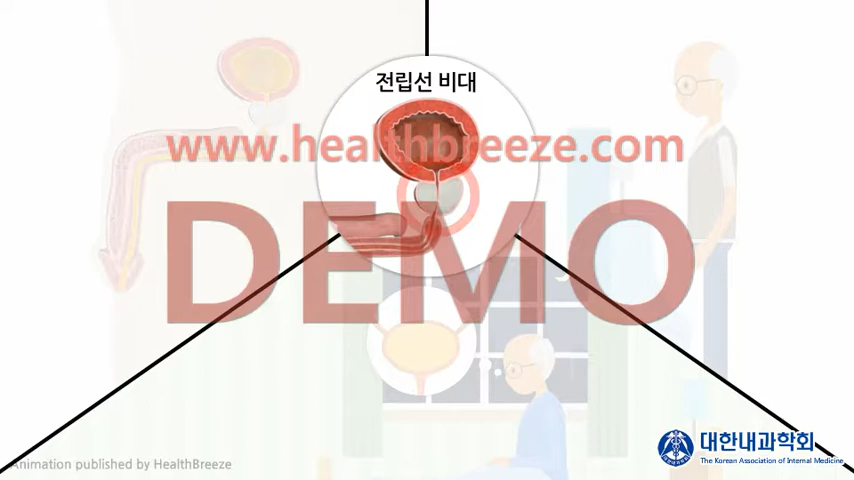 전립선 비대
www.healthbreeze.com
DEMO
Animation published by HealthBreeze
대한내과학회
The Korean Association of Internal Medicine